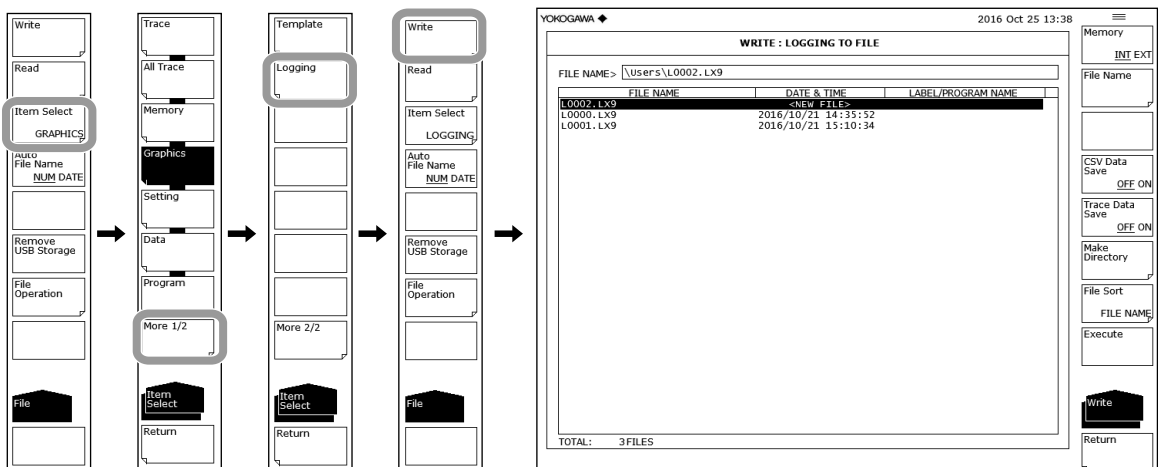 Write
Read
Item Select
GRAPHICS
Auto
File Name
NUM DATE
Remove
USB Storage
File
Operation
File
Trace
All Trace
Memory
Graphics
Setting
Data
Program
More 1/2
Item
Select
Return
Template
Logging
More 2/2
Item
Select
Return
Write
Read
Item Select
LOGGING
Auto
File Name
NUM DATE
Remove
USB Storage
File
Operation
File
YOKOGAWA 2016 Oct 25 13:38
WRITE : LOGGING TO FILE
FILE NAME> \Users\L0002.LX9
FILE NAME DATE & TIME LABEL/PROGRAM NAME
L0002.LX9 <NEW FILE>
L0000.LX9 2016/10/21 14:35:52
L0001.LX9 2016/10/21 15:10:34
TOTAL: 3FILES
Memory
INT EXT
File Name
CSV Data
Save
OFF ON
Trace Data
Save
OFF ON
Make
Directory
File Sort
FILE NAME
Execute
Write
Return